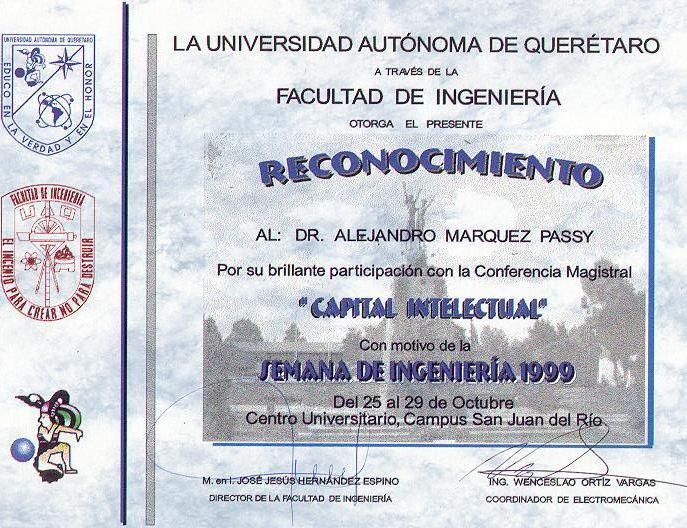 UNIVERSIDAD AUTÓNOMA DE QUERETARO
EDUCO EN LA VERDAD Y EN EL HONOR
FACULTAD DE INGENIERÍA
UAQ
EL INGENIO PARA CREAR NO PARA DESTRUIR
LA UNIVERSIDAD AUTÓNOMA DE QUERÉTARO
A TRAVÉS DE LA
FACULTAD DE INGENIERÍA
OTORGA EL PRESENTE
RECONOCIMIENTO
AL: DR. ALEJANDRO MARQUEZ PASSY
Por su brillante participación con la Conferencia Magistral
"CAPITAL INTELECTUAL"
Con motivo de la
SEMANA DE INGENIERÍA 1999
Del 25 al 29 de Octubre
Centro Universitario, Campus San Juan del Río
M. en I. JOSÉ JESÚS HERNÁNDEZ ESPINO
DIRECTOR DE LA FACULTAD DE INGENIERÍA
ING. WENCESLAO ORTÍZ VARGAS
COORDINADOR DE ELECTROMECÁNICA